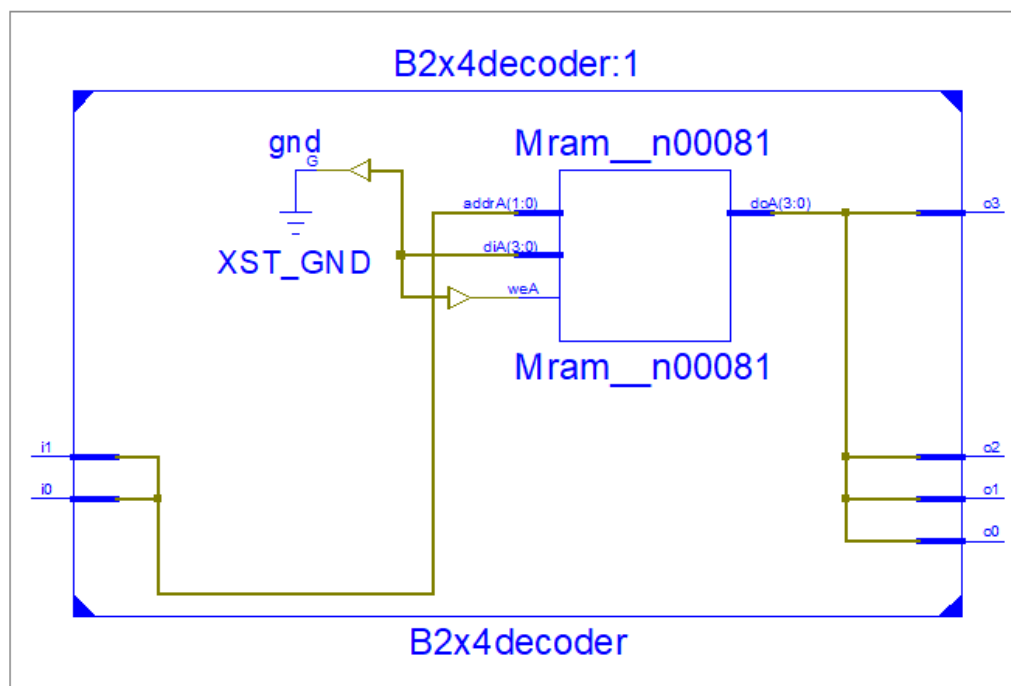 B2x4decoder:1
gnd
Mram__n00081
G
addrA(1:0)
doA(3:0)
o3
diA(3:0)
XST_GND
weA
Mram__n00081
i1
o2
i0
o1
o0
B2x4decoder